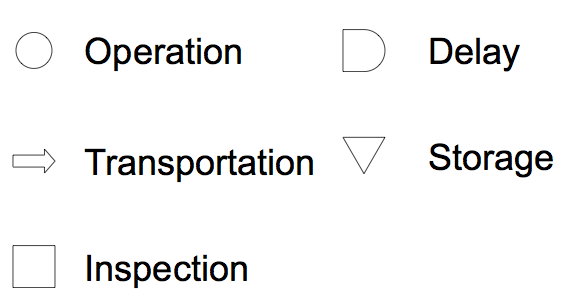 Operation
Delay
Transportation
Storage
Inspection